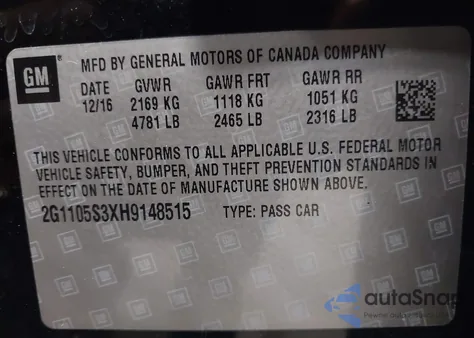 GM
MFD BY GENERAL MOTORS OF CANADA COMPANY
DATE GVWR GAWR FRT GAWR RR
12/16 2169 KG 1118 KG 1051 KG
4781 LB 2465 LB 2316 LB
THIS VEHICLE CONFORMS TO ALL APPLICABLE U.S. FEDERAL MOTOR
VEHICLE SAFETY, BUMPER, AND THEFT PREVENTION STANDARDS IN
EFFECT ON THE DATE OF MANUFACTURE SHOWN ABOVE.
2G1105S3XH9148515 TYPE: PASS CAR
autoSnap